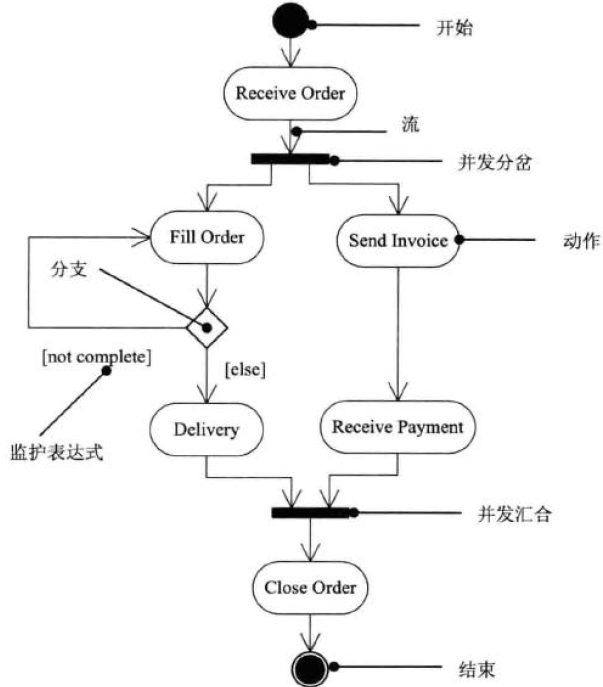 开始
Receive Order
流
并发分岔
Fill Order
Send Invoice
动作
分支
[not complete]
[else]
Delivery
Receive Payment
监护表达式
并发汇合
Close Order
结束